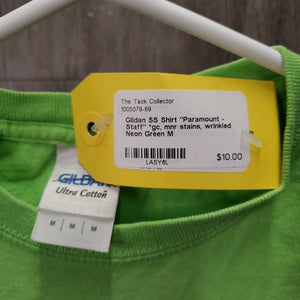 The Tack Collector
1005079-69
Gildan SS Shirt "Paramount -
Staff" *gc, mnr stains, wrinkled
Neon Green M
LASY6L
$10.00
GILDAN
Ultra Cotton
M M M